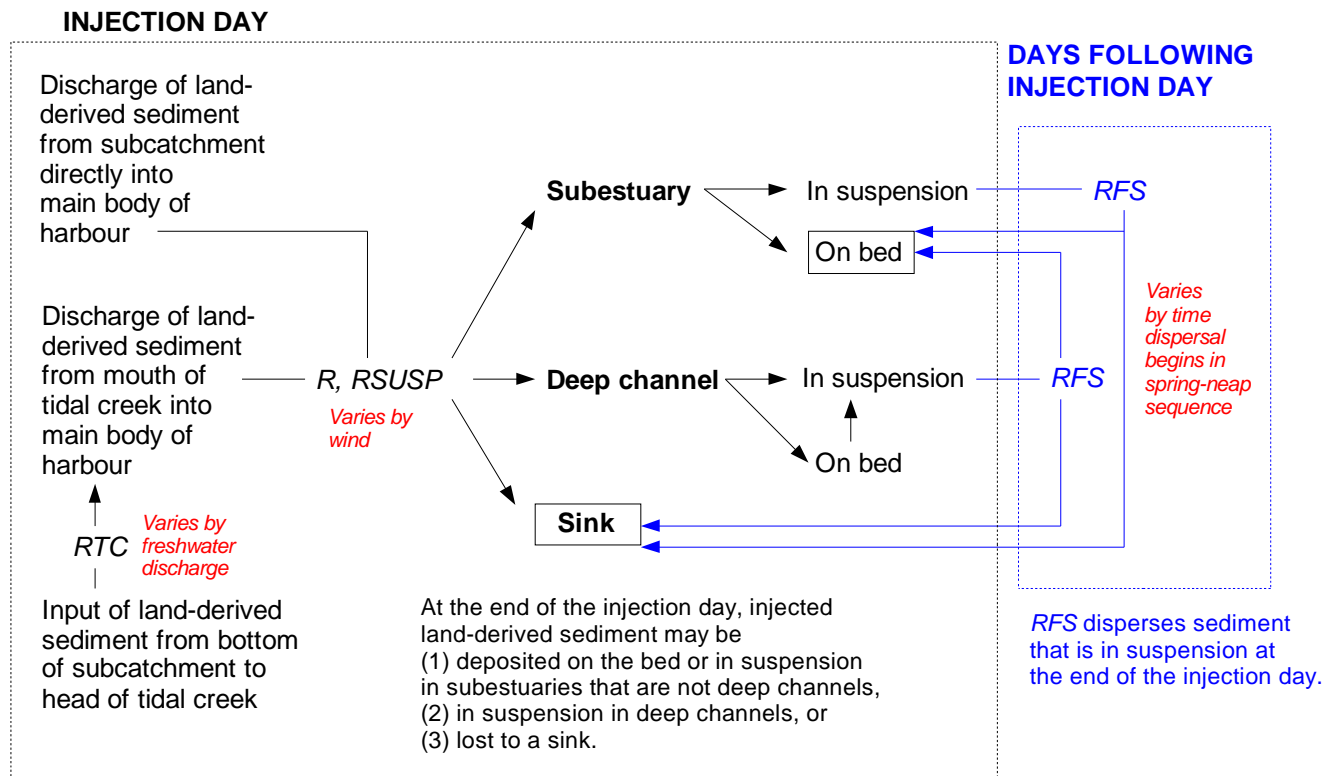 INJECTION DAY
Discharge of land-
derived sediment
from subcatchment
directly into
main body of
harbour
Discharge of land-
derived sediment
from mouth of
tidal creek into
main body of
harbour
RTC
Varies by
freshwater
discharge
Input of land-derived
sediment from bottom
of subcatchment to
head of tidal creek
R, RSUSP
Varies by
wind
Subestuary
In suspension
On bed
Deep channel
In suspension
On bed
Sink
At the end of the injection day, injected
land-derived sediment may be
(1) deposited on the bed or in suspension
in subestuaries that are not deep channels,
(2) in suspension in deep channels, or
(3) lost to a sink.
DAYS FOLLOWING
INJECTION DAY
RFS
RFS
Varies
by time
dispersal
begins in
spring-neap
sequence
RFS disperses sediment
that is in suspension at
the end of the injection day.